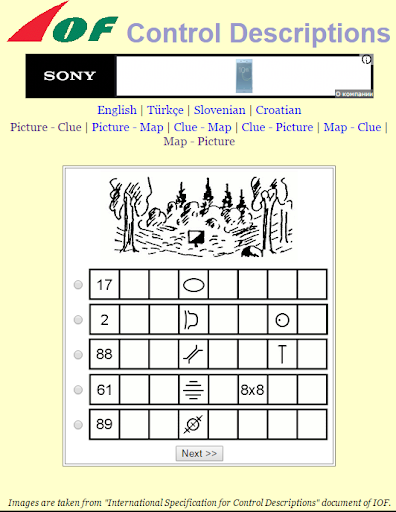 IOF Control Descriptions
SONY
о компании
English | Türkçe | Slovenian | Croatian
Picture - Clue | Picture - Map | Clue - Map | Clue - Picture | Map - Clue |
Map - Picture
17
2
88
61 8x8
89
Next >>
Images are taken from "International Specification for Control Descriptions" document of IOF.